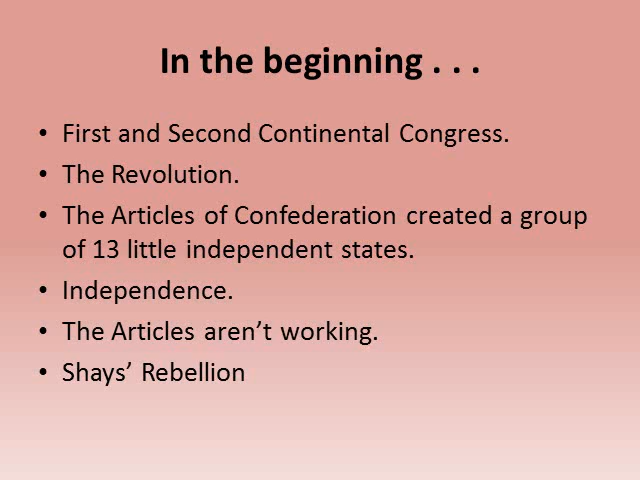 In the beginning . . .
• First and Second Continental Congress.
• The Revolution.
• The Articles of Confederation created a group
of 13 little independent states.
• Independence.
• The Articles aren’t working.
• Shays’ Rebellion